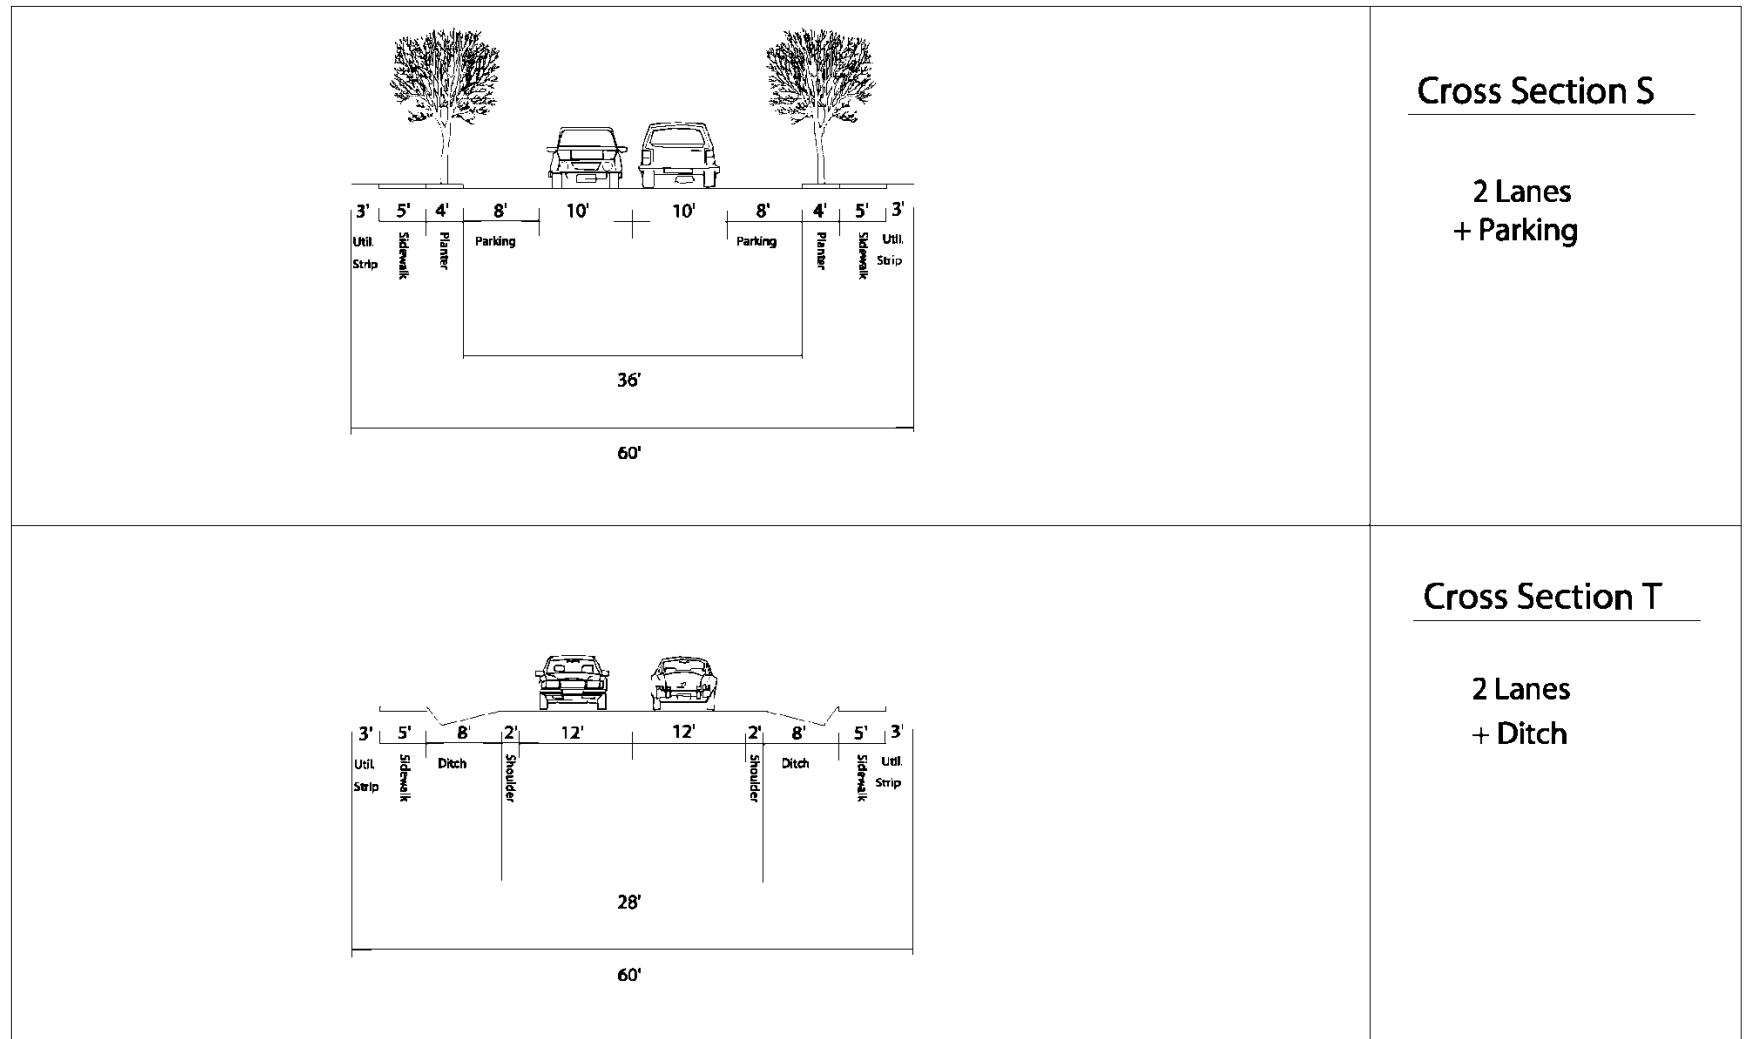 Cross Section S
2 Lanes
+ Parking
3' 5' 4' 8' 10' 10' 8' 4' 5' 3'
Util. Strip Sidewalk Planter Parking Parking Planter Sidewalk Util. Strip
36'
60'
Cross Section T
2 Lanes
+ Ditch
3' 5' 8' 2' 12' 12' 2' 8' 5' 3'
Util. Strip Sidewalk Ditch Shoulder Shoulder Ditch Sidewalk Util. Strip
28'
60'